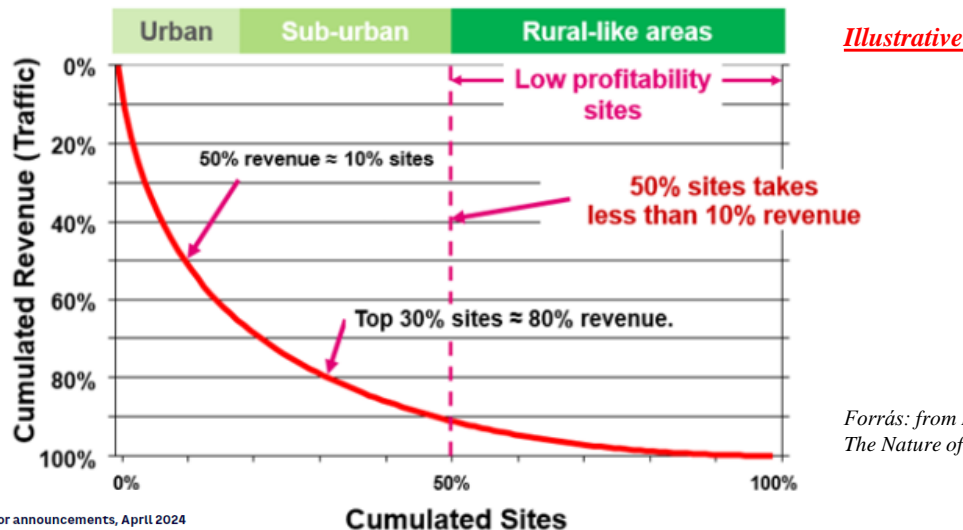 Urban
Sub-urban
Rural-like areas
Illustrative
Cumulated Revenue (Traffic)
0%
20%
40%
60%
80%
100%
Low profitability
sites
50% revenue ≈ 10% sites
50% sites takes
less than 10% revenue
Top 30% sites ≈ 80% revenue.
0%
50%
100%
Cumulated Sites
Forrás: from
The Nature of
announcements, April 2024